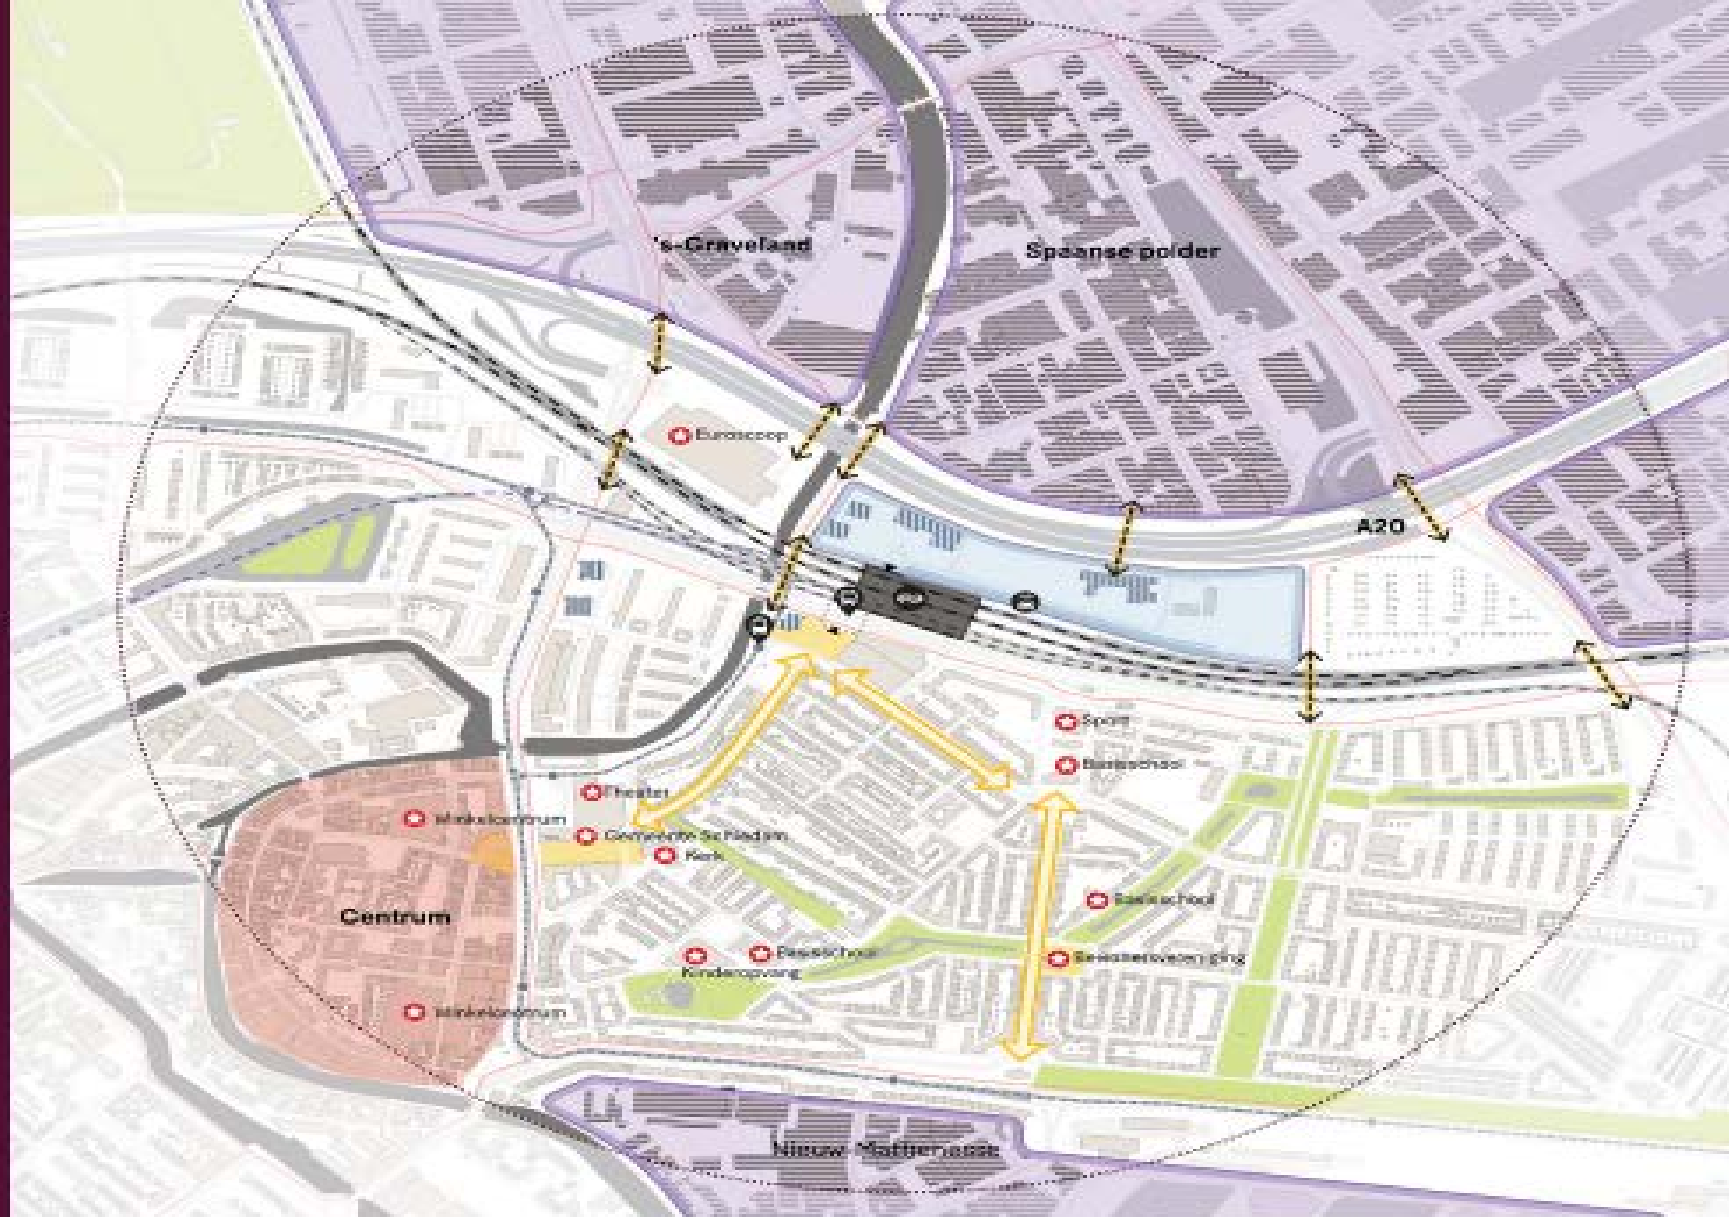 's-Graveland
Spaanse polder
Euroscoop
A20
Sport
Basisschool
Theater
Winkelcentrum
Gemeente Schiedam
Kerk
Basisschool
Centrum
Basisschool
Bewonersvereniging
Kinderopvang
Winkelcentrum
Nieuw Mathenesse